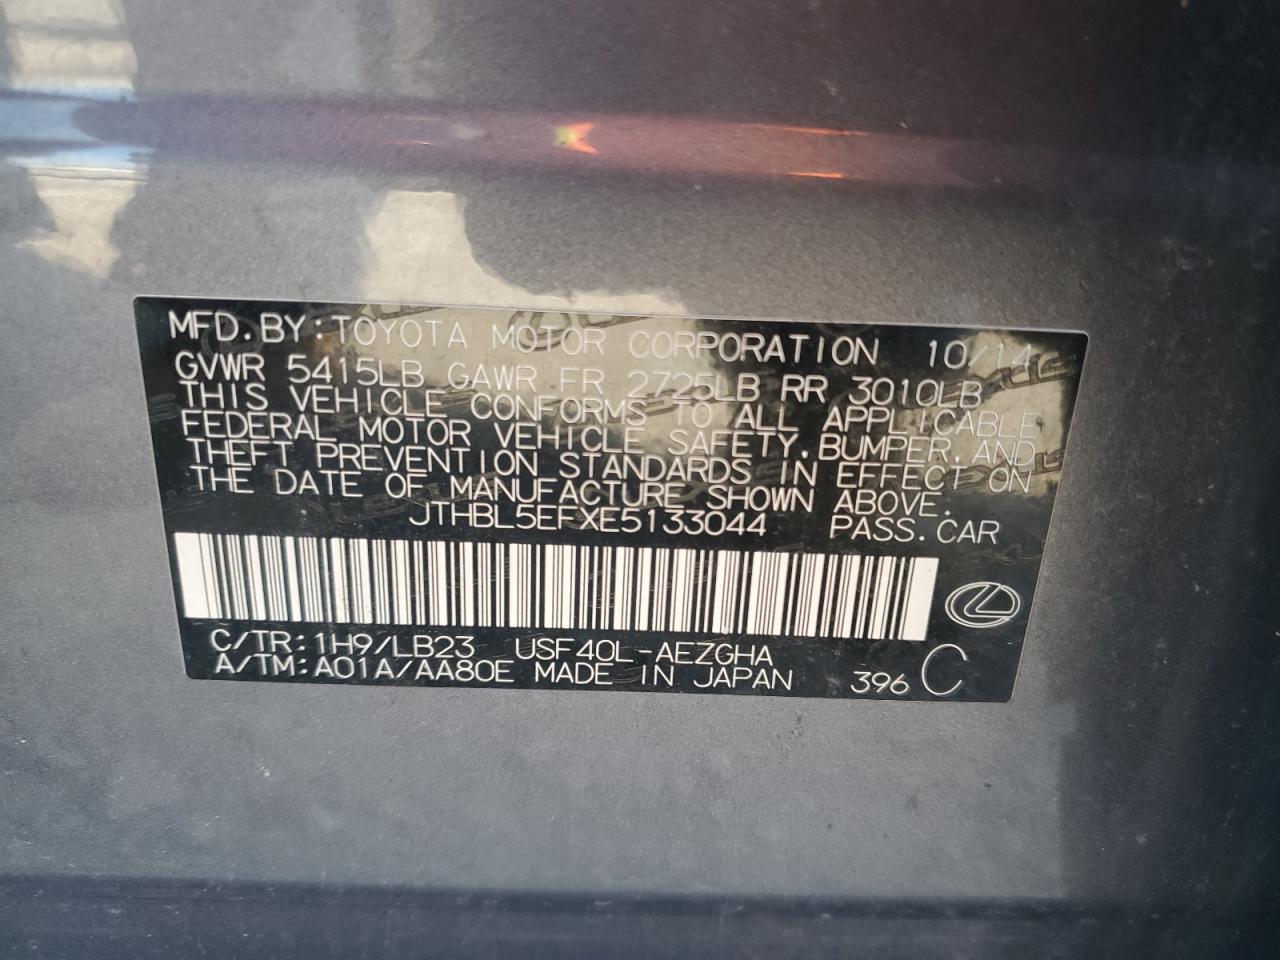 MFD.BY:TOYOTA MOTOR CORPORATION 10/14
GVWR 5415LB GAWR FR 2725LB RR 3010LB
THIS VEHICLE CONFORMS TO ALL APPLICABLE
FEDERAL MOTOR VEHICLE SAFETY,BUMPER,AND
THEFT PREVENTION STANDARDS IN EFFECT ON
THE DATE OF MANUFACTURE SHOWN ABOVE.
JTHBL5EFXE5133044 PASS.CAR
C/TR:1H9/LB23 USF40L-AEZGHA
A/TM:A01A/AA80E MADE IN JAPAN 396 C